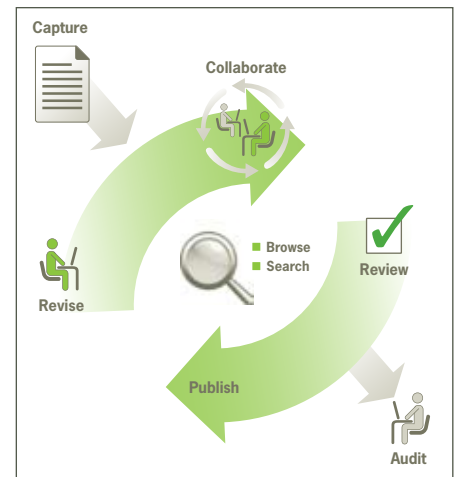 Capture
Collaborate
Browse
Search
Review
Revise
Publish
Audit